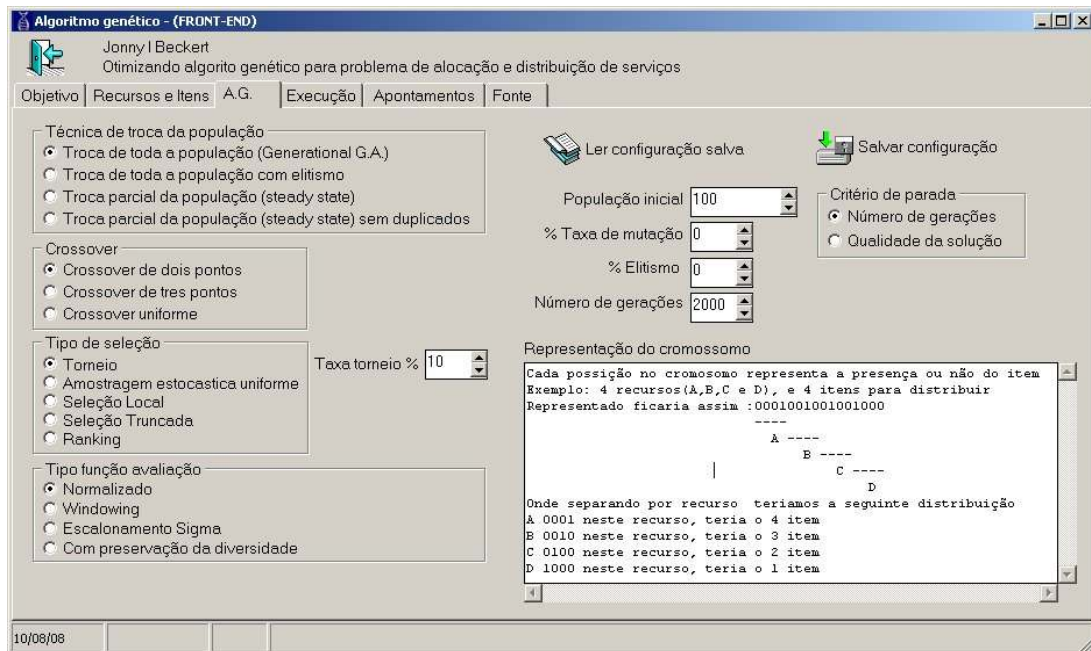 Algoritmo genético - (FRONT-END)
Jonny I Beckert
Otimizando algorito genético para problema de alocação e distribuição de serviços
Objetivo
Recursos e Itens
A.G.
Execução
Apontamentos
Fonte
Técnica de troca da população
Troca de toda a população (Generational G.A.)
Troca de toda a população com elitismo
Troca parcial da população (steady state)
Troca parcial da população (steady state) sem duplicados
Crossover
Crossover de dois pontos
Crossover de tres pontos
Crossover uniforme
Tipo de seleção
Torneio
Amostragem estocastica uniforme
Seleção Local
Seleção Truncada
Ranking
Taxa torneio % 10
Tipo função avaliação
Normalizado
Windowing
Escalonamento Sigma
Com preservação da diversidade
Ler configuração salva
Salvar configuração
População inicial 100
% Taxa de mutação 0
% Elitismo 0
Número de gerações 2000
Critério de parada
Número de gerações
Qualidade da solução
Representação do cromossomo
Cada possição no cromosomo representa a presença ou não do item
Exemplo: 4 recursos(A,B,C e D), e 4 itens para distribuir
Representado ficaria assim :0001001001001000
----
A ----
B ----
C ----
D
Onde separando por recurso teriamos a seguinte distribuição
A 0001 neste recurso, teria o 4 item
B 0010 neste recurso, teria o 3 item
C 0100 neste recurso, teria o 2 item
D 1000 neste recurso, teria o 1 item
10/08/08